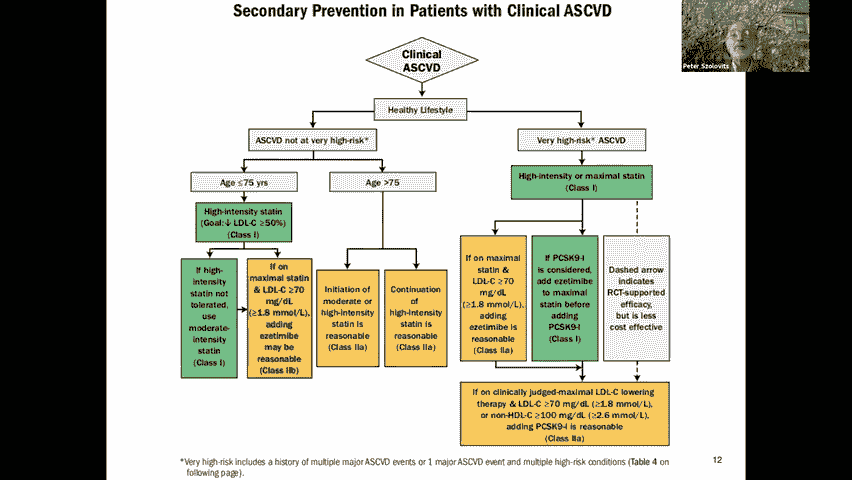 Secondary Prevention in Patients with Clinical ASCVD
Peter Szolovits
Clinical
ASCVD
Healthy Lifestyle
ASCVD not at very high-risk*
Very high-risk* ASCVD
Age ≤75 yrs
Age >75
High-intensity or maximal statin
(Class I)
High-intensity statin
(Goal: ↓ LDL-C ≥50%)
(Class I)
If high-
intensity
statin not
tolerated,
use
moderate-
intensity
statin
(Class I)
If on
maximal statin
& LDL-C ≥70
mg/dL
(≥1.8 mmol/L),
adding
ezetimibe
may be
reasonable
(Class IIb)
Initiation of
moderate or
high-intensity
statin is
reasonable
(Class IIa)
Continuation
of
high-intensity
statin is
reasonable
(Class IIa)
If on maximal
statin &
LDL-C ≥70
mg/dL
(≥1.8 mmol/L),
adding
ezetimibe is
reasonable
(Class IIa)
If PCSK9-I
is considered,
add ezetimibe
to maximal
statin before
adding
PCSK9-I
(Class I)
Dashed arrow
indicates
RCT-supported
efficacy,
but is less
cost effective
If on clinically judged-maximal LDL-C lowering
therapy & LDL-C ≥70 mg/dL (≥1.8 mmol/L),
or non-HDL-C ≥100 mg/dL (≥2.6 mmol/L),
adding PCSK9-I is reasonable
(Class IIa)
*Very high-risk includes a history of multiple major ASCVD events or 1 major ASCVD event and multiple high-risk conditions (Table 4 on
following page).
12